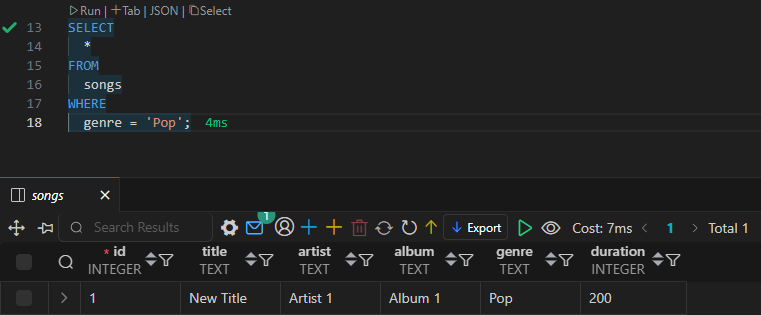 Run | +Tab | JSON | Select
13 SELECT
14 *
15 FROM
16 songs
17 WHERE
18 genre = 'Pop'; 4ms
songs
Search Results 1 Export Cost: 7ms 1 Total 1
* id title artist album genre duration
INTEGER TEXT TEXT TEXT TEXT INTEGER
1 New Title Artist 1 Album 1 Pop 200